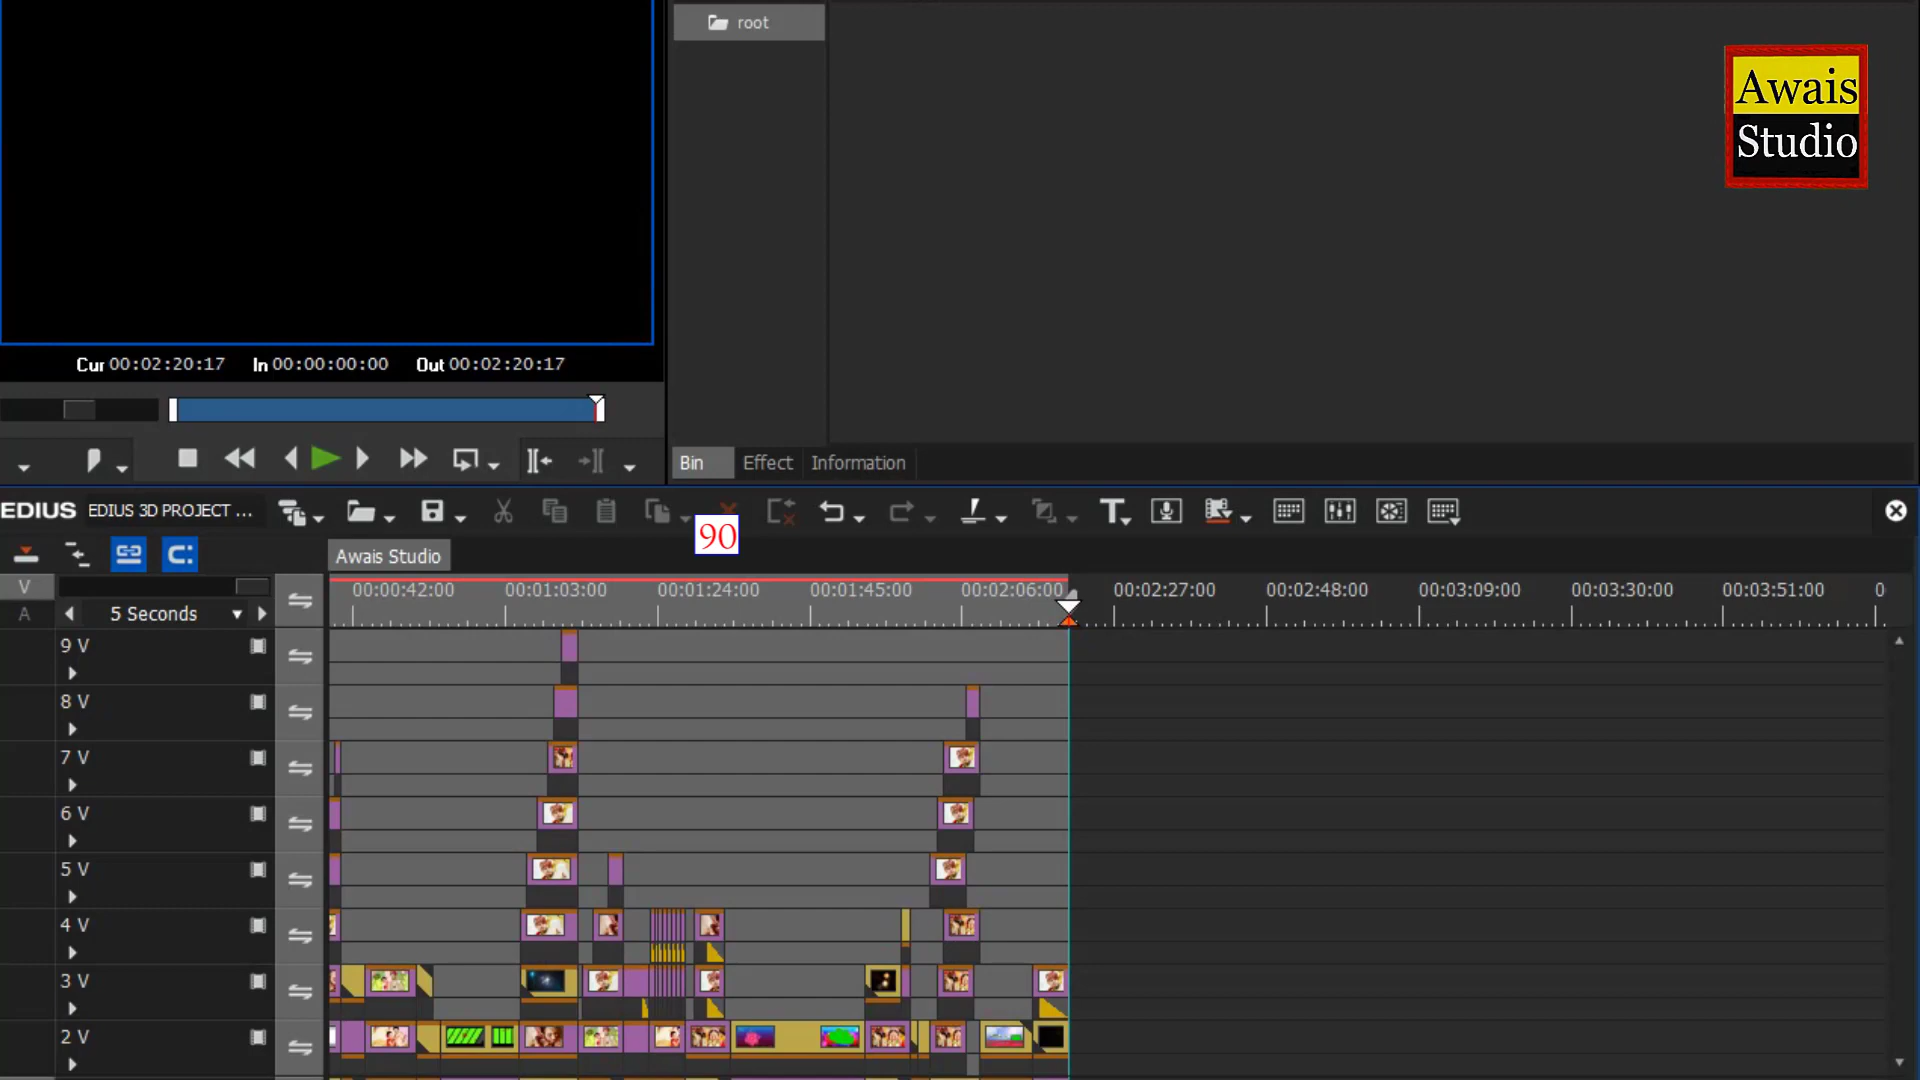 root
Awais
Studio
Cur 00:02:20:17 In 00:00:00:00 Out 00:02:20:17
Bin Effect Information
EDIUS EDIUS 3D PROJECT ...
90
Awais Studio
V
A 5 Seconds
00:00:42:00 00:01:03:00 00:01:24:00 00:01:45:00 00:02:06:00 00:02:27:00 00:02:48:00 00:03:09:00 00:03:30:00 00:03:51:00 0
9 V
8 V
7 V
6 V
5 V
4 V
3 V
2 V